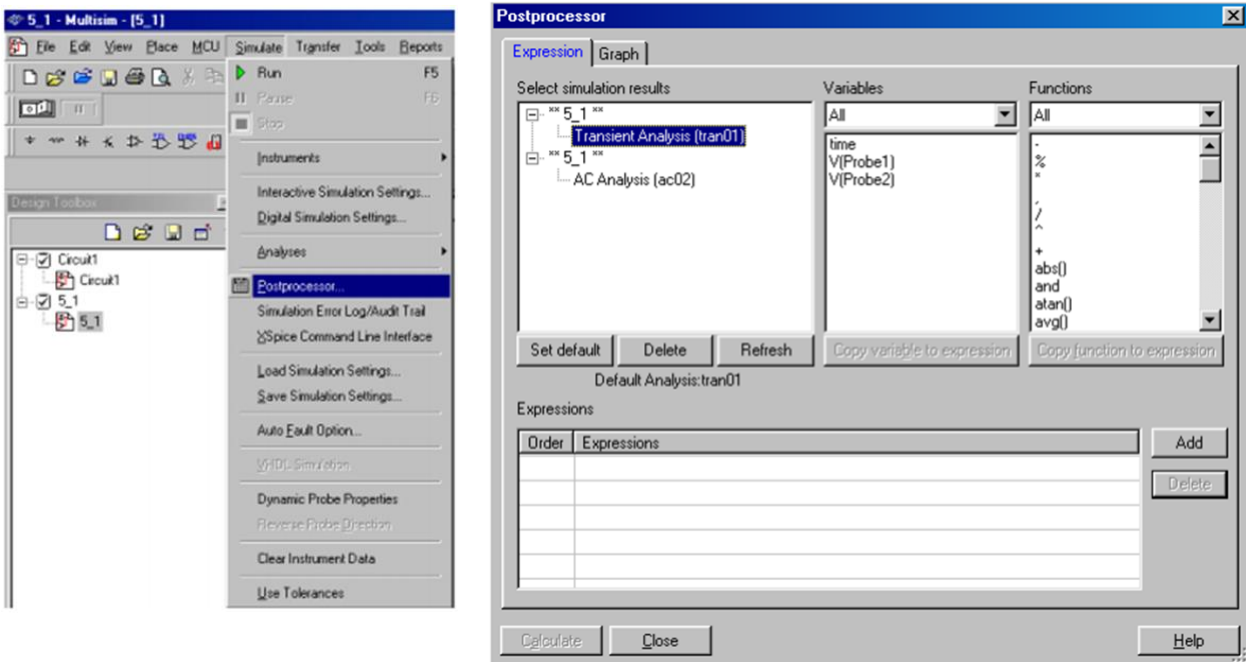 5_1 - Multisim - [5_1]
File Edit View Place MCU Simulate Transfer Tools Reports
Run F5
Pause F6
Stop
Instruments
Interactive Simulation Settings...
Digital Simulation Settings...
Analyses
Postprocessor...
Simulation Error Log/Audit Trail
XSpice Command Line Interface
Load Simulation Settings...
Save Simulation Settings...
Auto Fault Option...
VHDL Simulation
Dynamic Probe Properties
Reverse Probe Direction
Clear Instrument Data
Use Tolerances
Design Toolbox
Circuit1
Circuit1
5_1
5_1
Postprocessor
Expression Graph
Select simulation results
** 5_1 **
Transient Analysis (tran01)
** 5_1 **
AC Analysis (ac02)
Set default Delete Refresh
Default Analysis:tran01
Variables
All
time
V(Probe1)
V(Probe2)
Copy variable to expression
Functions
All
-
%
*
,
/
^
+
abs()
and
atan()
avg()
Copy function to expression
Expressions
Order Expressions
Add
Delete
Calculate Close Help